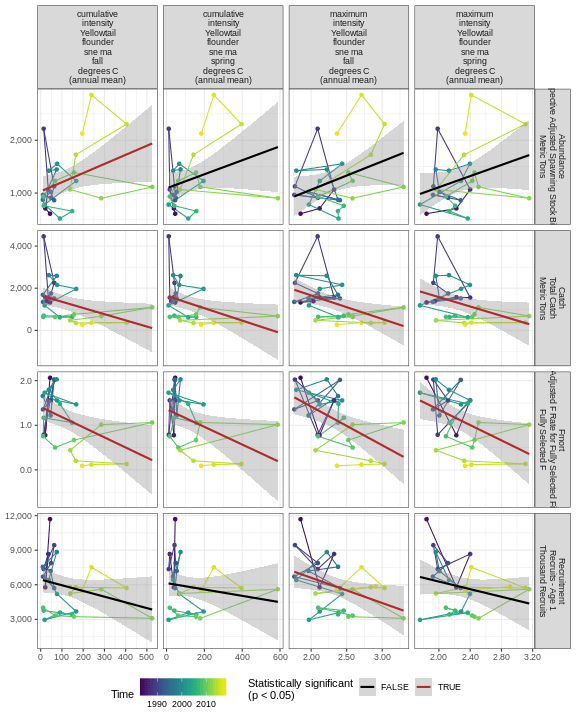 cumulative
intensity
Yellowtail
flounder
sne ma
fall
degrees C
(annual mean)
cumulative
intensity
Yellowtail
flounder
sne ma
spring
degrees C
(annual mean)
maximum
intensity
Yellowtail
flounder
sne ma
fall
degrees C
(annual mean)
maximum
intensity
Yellowtail
flounder
sne ma
spring
degrees C
(annual mean)
2,000
1,000
Abundance
Adjusted Spawning Stock
Metric Tons
4,000
2,000
0
Catch
Total Catch
Metric Tons
2.0
1.0
0.0
Fmort
Adjusted F Rate for Fully Selected
Fully Selected F
12,000
9,000
6,000
3,000
Recruitment
Recruits - Age 1
Thousand Recruits
0 100 200 300 400 500
0 200 400 600
2.00 2.50 3.00
2.00 2.40 2.80 3.20
Time
1990 2000 2010
Statistically significant
(p < 0.05)
FALSE
TRUE